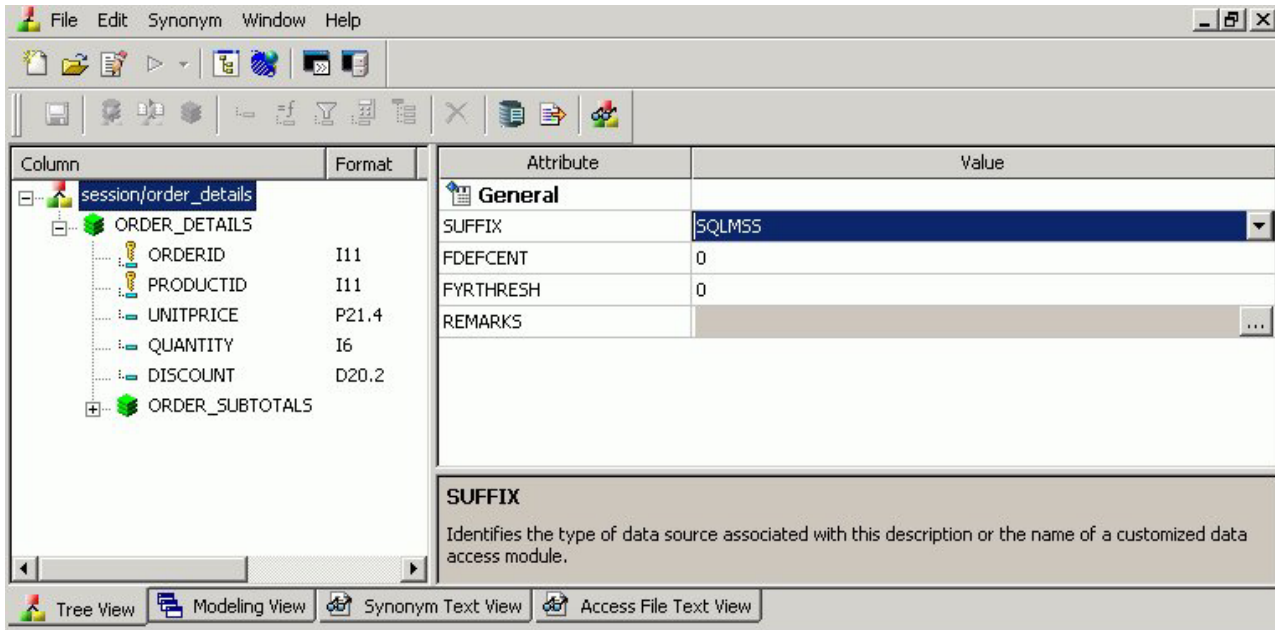 File Edit Synonym Window Help
Column Format
session/order_details
ORDER_DETAILS
ORDERID I11
PRODUCTID I11
UNITPRICE P21.4
QUANTITY I6
DISCOUNT D20.2
ORDER_SUBTOTALS
Attribute Value
General
SUFFIX SQLMSS
FDEFCENT 0
FYRTHRESH 0
REMARKS ...
SUFFIX
Identifies the type of data source associated with this description or the name of a customized data
access module.
Tree View Modeling View Synonym Text View Access File Text View